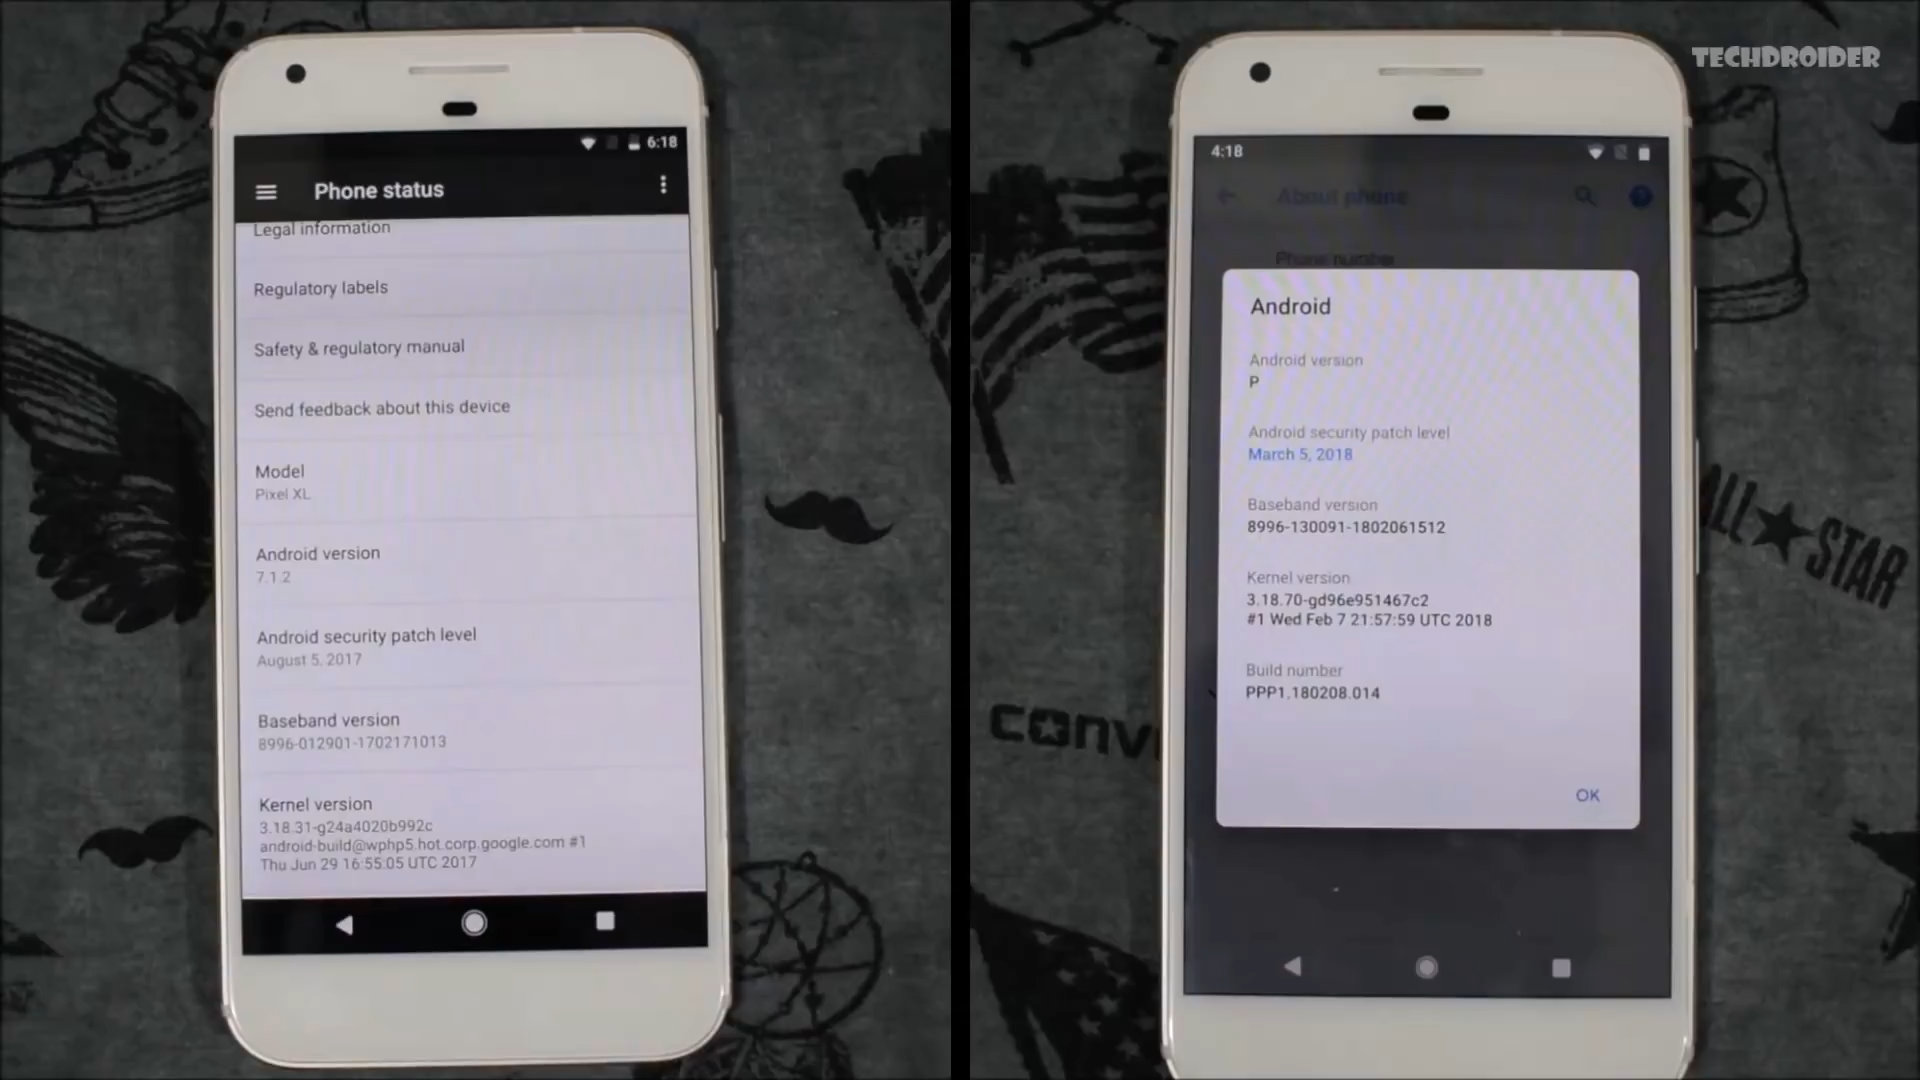 6:18
Phone status
Legal information
Regulatory labels
Safety & regulatory manual
Send feedback about this device
Model
Pixel XL
Android version
7.1.2
Android security patch level
August 5, 2017
Baseband version
8996-012901-1702171013
Kernel version
3.18.31-g24a4020b992c
android-build@wphp5.hot.corp.google.com #1
Thu Jun 29 16:55:05 UTC 2017
TECHDROIDER
4:18
About phone
Phone number
Android
Android version
P
Android security patch level
March 5, 2018
Baseband version
8996-130091-1802061512
Kernel version
3.18.70-gd96e951467c2
#1 Wed Feb 7 21:57:59 UTC 2018
Build number
PPP1.180208.014
OK
CONV
ALL★STAR